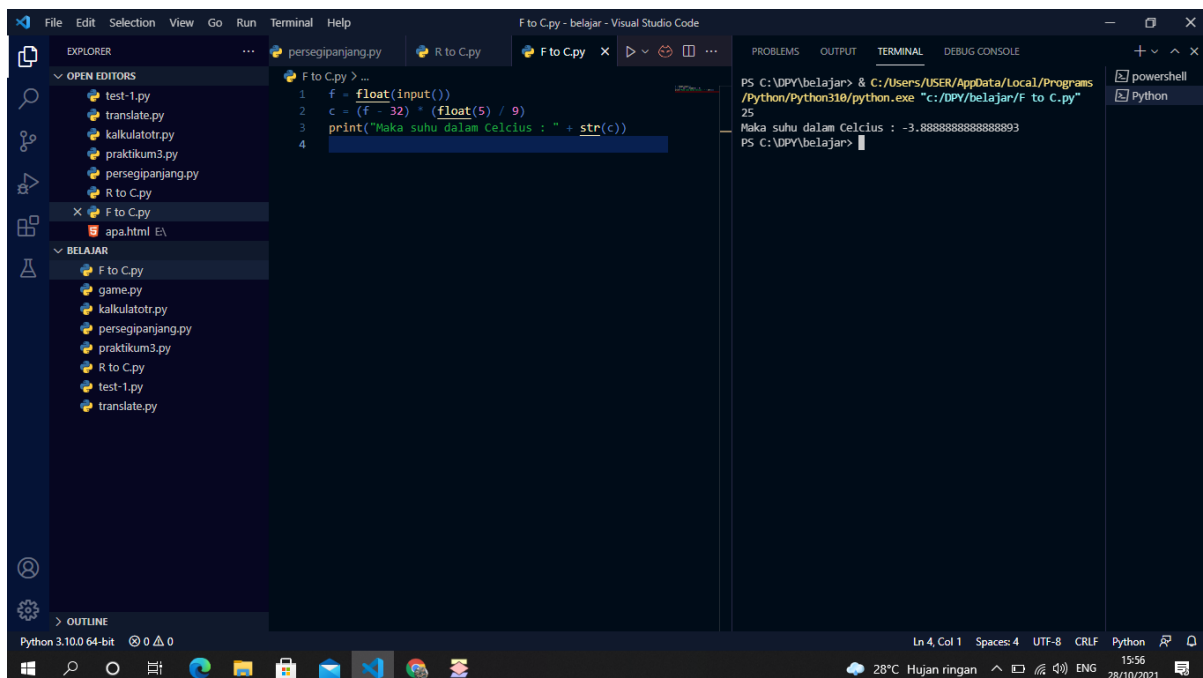 File Edit Selection View Go Run Terminal Help
F to C.py - belajar - Visual Studio Code
EXPLORER
OPEN EDITORS
test-1.py
translate.py
kalkulatotr.py
praktikum3.py
persegipanjang.py
R to C.py
F to C.py
apa.html E:\
BELAJAR
F to C.py
game.py
kalkulatotr.py
persegipanjang.py
praktikum3.py
R to C.py
test-1.py
translate.py
OUTLINE
persegipanjang.py R to C.py F to C.py
F to C.py > ...
1 f = float(input())
2 c = (f - 32) * (float(5) / 9)
3 print("Maka suhu dalam Celcius : " + str(c))
4
PROBLEMS OUTPUT TERMINAL DEBUG CONSOLE
PS C:\DPY\belajar> & C:/Users/USER/AppData/Local/Programs
/Python/Python310/python.exe "c:/DPY/belajar/F to C.py"
25
Maka suhu dalam Celcius : -3.8888888888888893
PS C:\DPY\belajar>
powershell
Python
Python 3.10.0 64-bit 0 0
Ln 4, Col 1 Spaces: 4 UTF-8 CRLF Python
28°C Hujan ringan ENG
15:56
28/10/2021